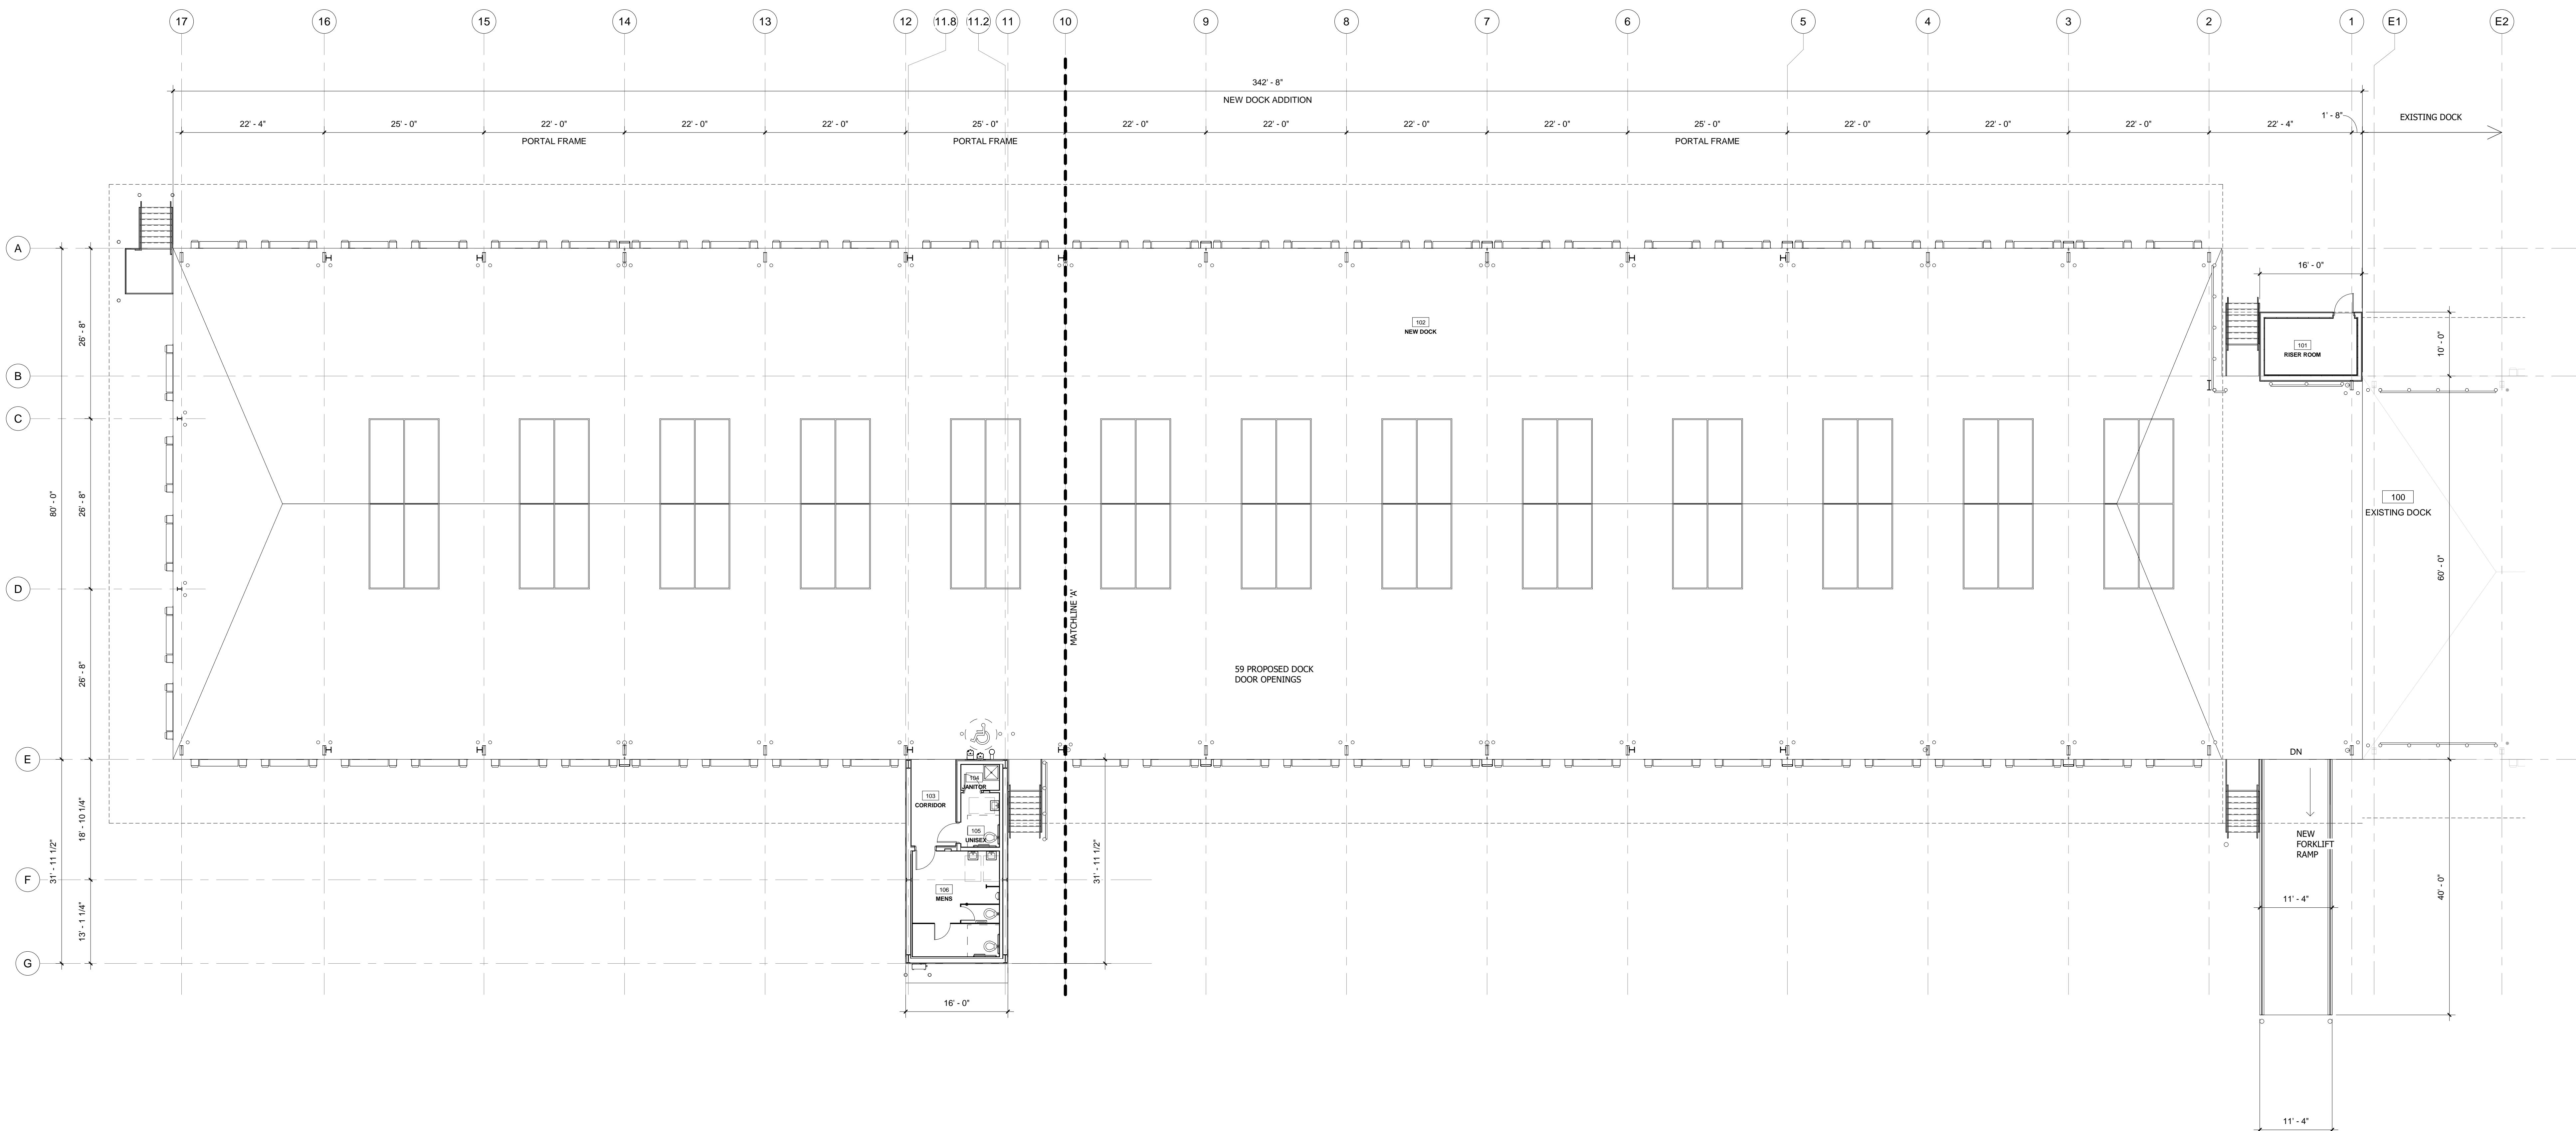 17
16
15
14
13
12
11.8
11.2
11
10
9
8
7
6
5
4
3
2
1
E1
E2
342' - 8"
NEW DOCK ADDITION
22' - 4"
25' - 0"
22' - 0"
22' - 0"
22' - 0"
25' - 0"
22' - 0"
22' - 0"
22' - 0"
22' - 0"
25' - 0"
22' - 0"
22' - 0"
22' - 0"
22' - 4"
1' - 8"
EXISTING DOCK
PORTAL FRAME
PORTAL FRAME
PORTAL FRAME
A
B
C
D
E
F
G
80' - 0"
26' - 8"
26' - 8"
26' - 8"
31' - 11 1/2"
18' - 10 1/4"
13' - 1 1/4"
102
NEW DOCK
16' - 0"
101
RISER ROOM
10' - 0"
60' - 0"
40' - 0"
100
EXISTING DOCK
MATCHLINE 'A'
59 PROPOSED DOCK
DOOR OPENINGS
104
JANITOR
103
CORRIDOR
105
UNISEX
106
MENS
31' - 11 1/2"
16' - 0"
DN
NEW
FORKLIFT
RAMP
11' - 4"
11' - 4"